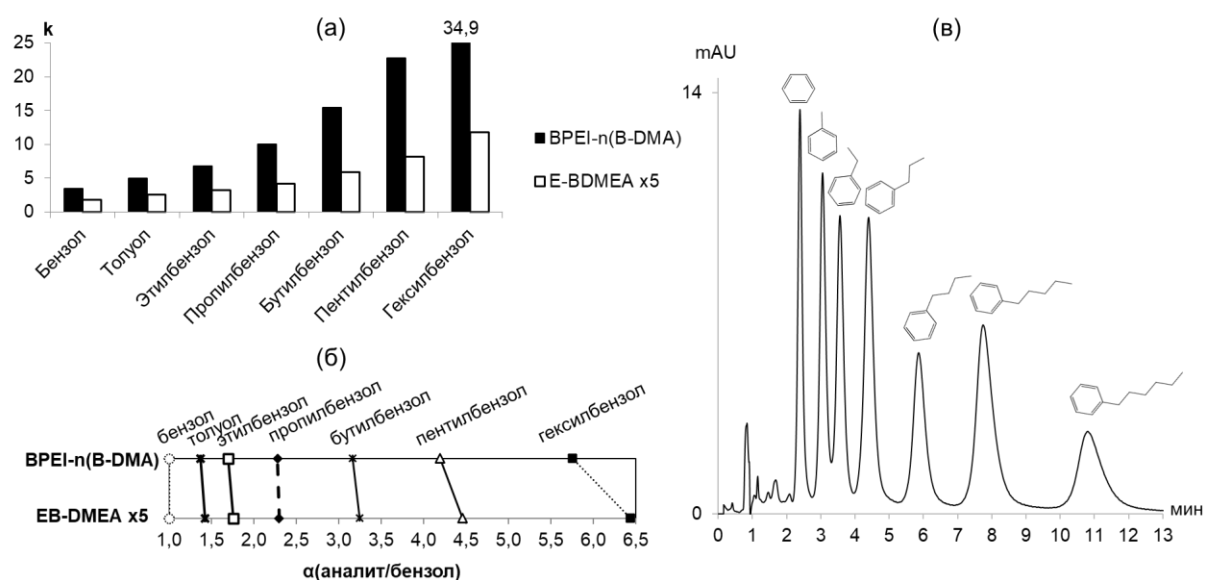 (а)
k
34,9
25
20
15
10
5
0
Бензол
Толуол
Этилбензол
Пропилбензол
Бутилбензол
Пентилбензол
Гексилбензол
BPEI-n(B-DMA)
E-BDMEA x5
(б)
бензол
толуол
этилбензол
пропилбензол
бутилбензол
пентилбензол
гексилбензол
BPEI-n(B-DMA)
EB-DMEA x5
1,0 1,5 2,0 2,5 3,0 3,5 4,0 4,5 5,0 5,5 6,0 6,5
α(аналит/бензол)
(в)
mAU
14
0
0 1 2 3 4 5 6 7 8 9 10 11 12 13
мин